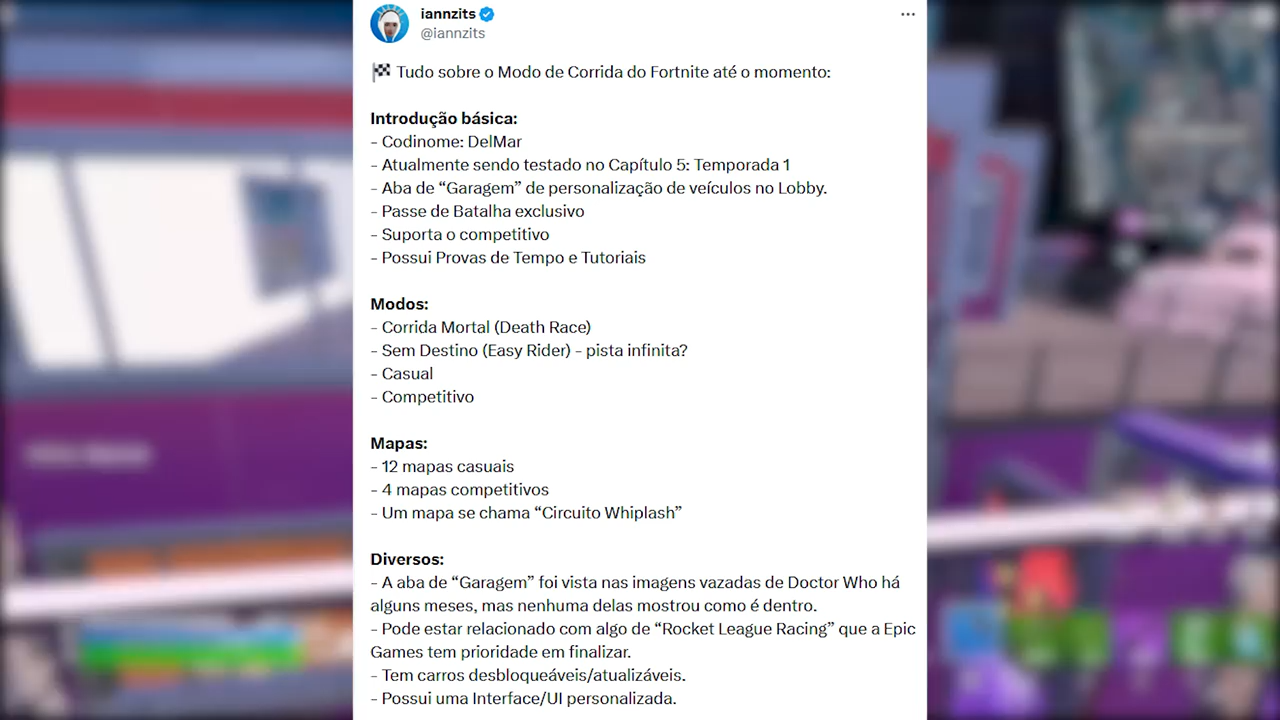 iannzits
@iannzits
🏁 Tudo sobre o Modo de Corrida do Fortnite até o momento:
Introdução básica:
- Codinome: DelMar
- Atualmente sendo testado no Capítulo 5: Temporada 1
- Aba de “Garagem” de personalização de veículos no Lobby.
- Passe de Batalha exclusivo
- Suporta o competitivo
- Possui Provas de Tempo e Tutoriais
Modos:
- Corrida Mortal (Death Race)
- Sem Destino (Easy Rider) - pista infinita?
- Casual
- Competitivo
Mapas:
- 12 mapas casuais
- 4 mapas competitivos
- Um mapa se chama “Circuito Whiplash”
Diversos:
- A aba de “Garagem” foi vista nas imagens vazadas de Doctor Who há
alguns meses, mas nenhuma delas mostrou como é dentro.
- Pode estar relacionado com algo de “Rocket League Racing” que a Epic
Games tem prioridade em finalizar.
- Tem carros desbloqueáveis/atualizáveis.
- Possui uma Interface/UI personalizada.